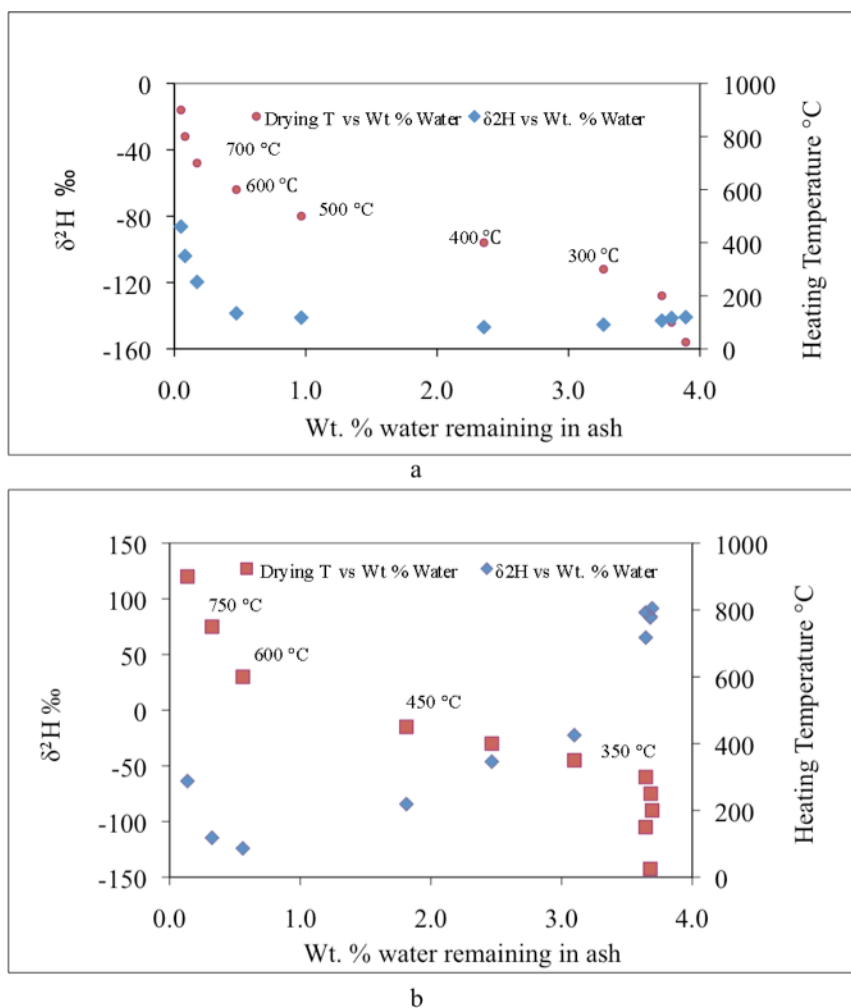 0
1000
Drying T vs Wt % Water
δ2H vs Wt. % Water
-40
800
700 °C
600 °C
600
500 °C
-80
400 °C
400
300 °C
-120
200
-160
0
0.0
1.0
2.0
3.0
4.0
δ²H ‰
Heating Temperature °C
Wt. % water remaining in ash
a
150
1000
Drying T vs Wt % Water
δ2H vs Wt. % Water
100
800
750 °C
50
600 °C
600
0
450 °C
400
350 °C
-50
200
-100
-150
0
0.0
1.0
2.0
3.0
4.0
δ²H ‰
Heating Temperature °C
Wt. % water remaining in ash
b